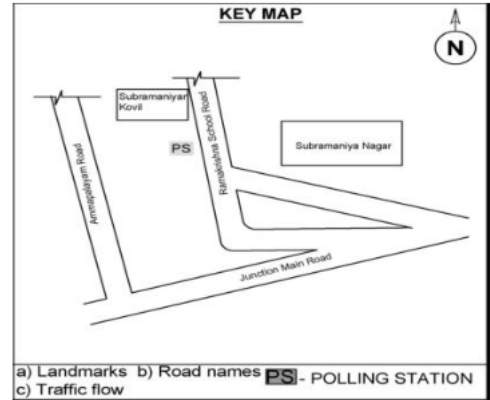 KEY MAP
N
Subramaniyar
Kovil
PS
Subramaniya Nagar
Ammapalayam Road
Ramakrishna School Road
Junction Main Road
a) Landmarks b) Road names PS - POLLING STATION
c) Traffic flow